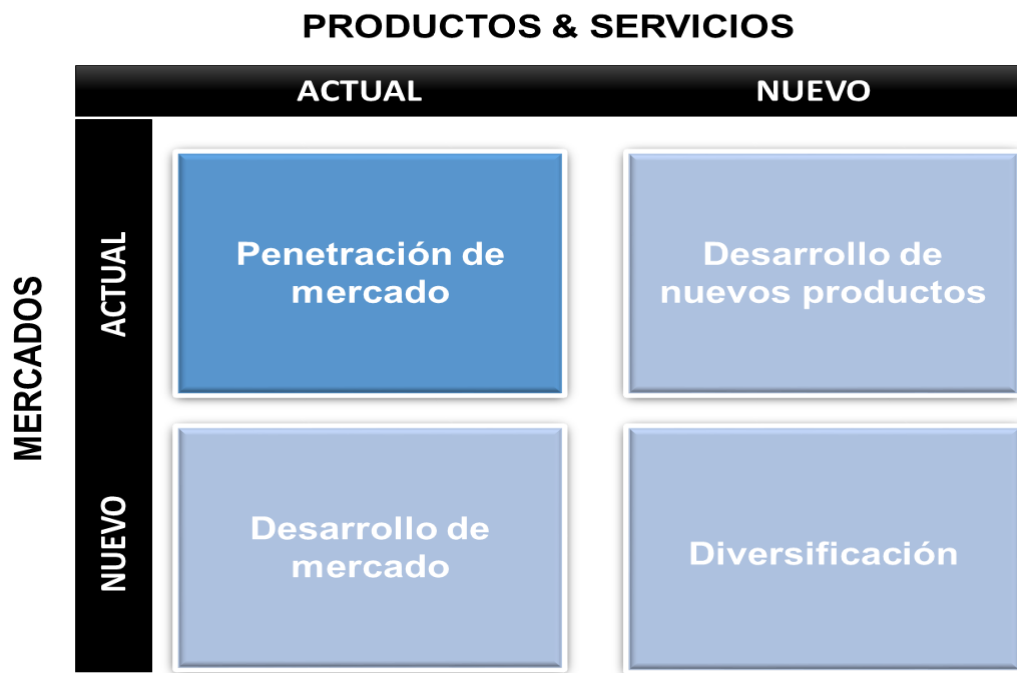 PRODUCTOS & SERVICIOS
ACTUAL
NUEVO
MERCADOS
ACTUAL
Penetración de
mercado
Desarrollo de
nuevos productos
NUEVO
Desarrollo de
mercado
Diversificación